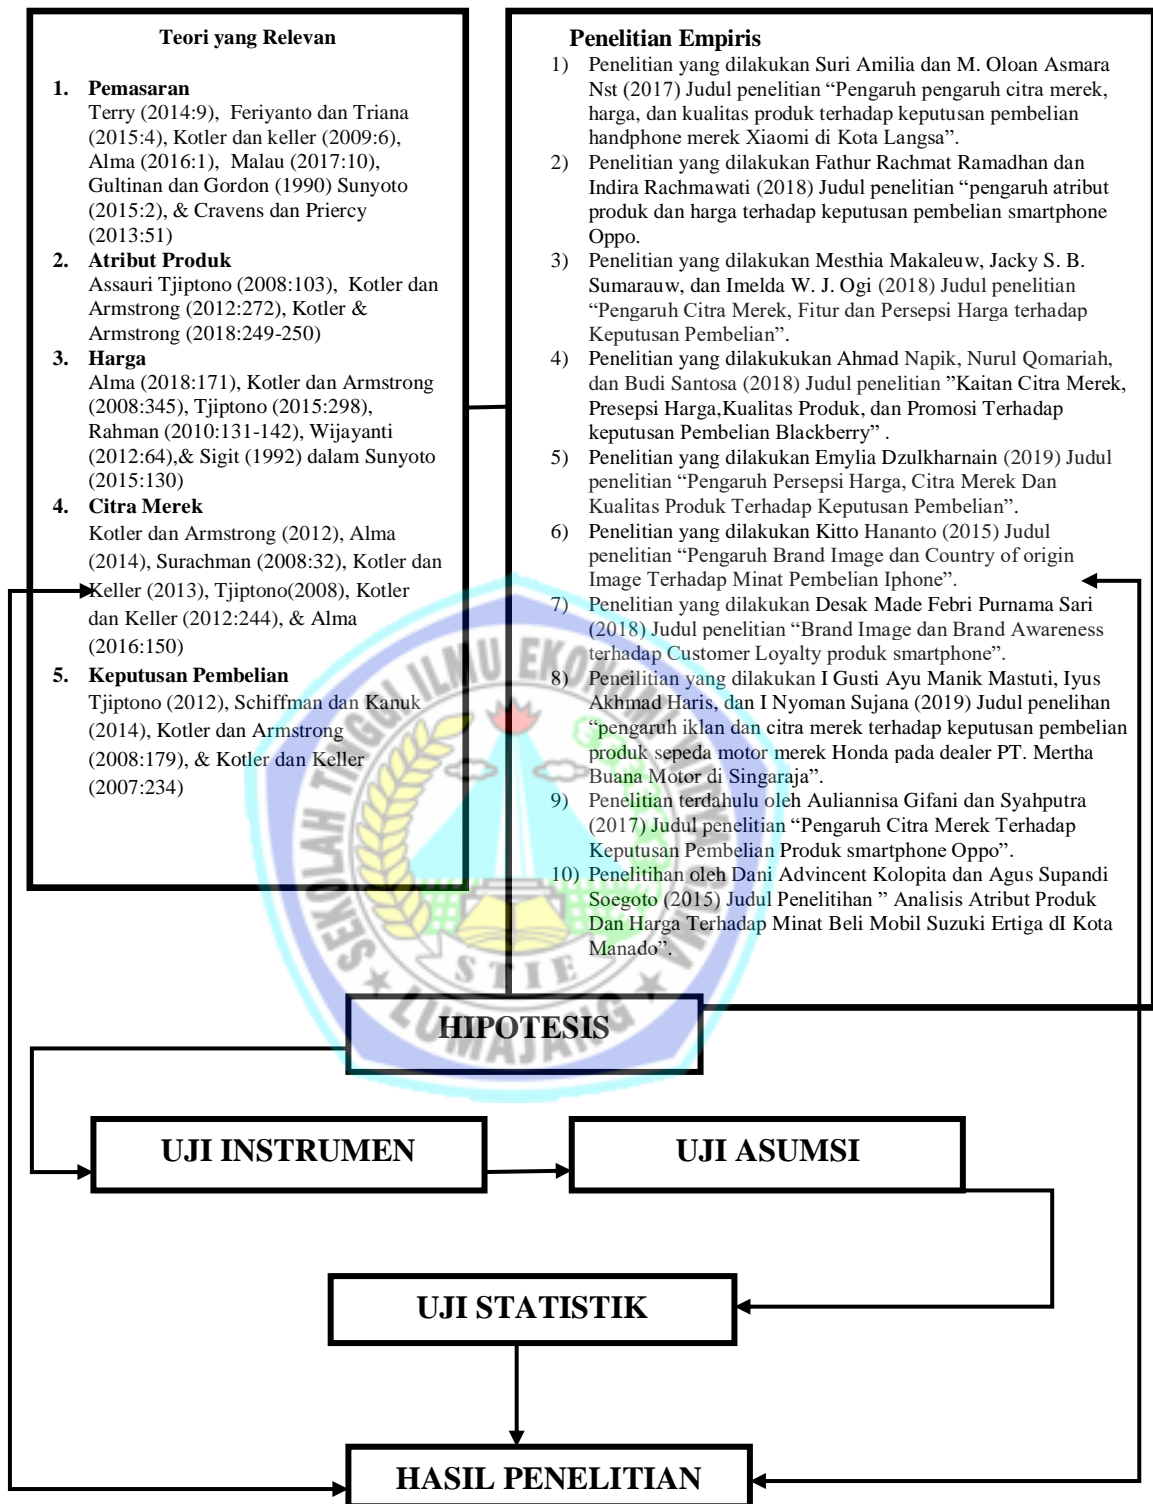 Teori yang Relevan
1. Pemasaran
Terry (2014:9), Feriyanto dan Triana
(2015:4), Kotler dan keller (2009:6),
Alma (2016:1), Malau (2017:10),
Gultinan dan Gordon (1990) Sunyoto
(2015:2), & Cravens dan Priercy
(2013:51)
2. Atribut Produk
Assauri Tjiptono (2008:103), Kotler dan
Armstrong (2012:272), Kotler &
Armstrong (2018:249-250)
3. Harga
Alma (2018:171), Kotler dan Armstrong
(2008:345), Tjiptono (2015:298),
Rahman (2010:131-142), Wijayanti
(2012:64),& Sigit (1992) dalam Sunyoto
(2015:130)
4. Citra Merek
Kotler dan Armstrong (2012), Alma
(2014), Surachman (2008:32), Kotler dan
Keller (2013), Tjiptono(2008), Kotler
dan Keller (2012:244), & Alma
(2016:150)
5. Keputusan Pembelian
Tjiptono (2012), Schiffman dan Kanuk
(2014), Kotler dan Armstrong
(2008:179), & Kotler dan Keller
(2007:234)
Penelitian Empiris
1) Penelitian yang dilakukan Suri Amilia dan M. Oloan Asmara
Nst (2017) Judul penelitian “Pengaruh pengaruh citra merek,
harga, dan kualitas produk terhadap keputusan pembelian
handphone merek Xiaomi di Kota Langsa”.
2) Penelitian yang dilakukan Fathur Rachmat Ramadhan dan
Indira Rachmawati (2018) Judul penelitian “pengaruh atribut
produk dan harga terhadap keputusan pembelian smartphone
Oppo.
3) Penelitian yang dilakukan Mesthia Makaleuw, Jacky S. B.
Sumarauw, dan Imelda W. J. Ogi (2018) Judul penelitian
“Pengaruh Citra Merek, Fitur dan Persepsi Harga terhadap
Keputusan Pembelian”.
4) Penelitian yang dilakukukan Ahmad Napik, Nurul Qomariah,
dan Budi Santosa (2018) Judul penelitian ”Kaitan Citra Merek,
Presepsi Harga,Kualitas Produk, dan Promosi Terhadap
keputusan Pembelian Blackberry” .
5) Penelitian yang dilakukan Emylia Dzulkharnain (2019) Judul
penelitian “Pengaruh Persepsi Harga, Citra Merek Dan
Kualitas Produk Terhadap Keputusan Pembelian”.
6) Penelitian yang dilakukan Kitto Hananto (2015) Judul
penelitian “Pengaruh Brand Image dan Country of origin
Image Terhadap Minat Pembelian Iphone”.
7) Penelitian yang dilakukan Desak Made Febri Purnama Sari
(2018) Judul penelitian “Brand Image dan Brand Awareness
terhadap Customer Loyalty produk smartphone”.
8) Peneilitian yang dilakukan I Gusti Ayu Manik Mastuti, Iyus
Akhmad Haris, dan I Nyoman Sujana (2019) Judul penelihan
“pengaruh iklan dan citra merek terhadap keputusan pembelian
produk sepeda motor merek Honda pada dealer PT. Mertha
Buana Motor di Singaraja”.
9) Penelitian terdahulu oleh Auliannisa Gifani dan Syahputra
(2017) Judul penelitian “Pengaruh Citra Merek Terhadap
Keputusan Pembelian Produk smartphone Oppo”.
10) Penelitihan oleh Dani Advincent Kolopita dan Agus Supandi
Soegoto (2015) Judul Penelitihan ” Analisis Atribut Produk
Dan Harga Terhadap Minat Beli Mobil Suzuki Ertiga dI Kota
Manado”.
SEKOLAH TINGGI ILMU EKONOMI WIDYA GAMA
STIE
LUMAJANG
HIPOTESIS
UJI INSTRUMEN
UJI ASUMSI
UJI STATISTIK
HASIL PENELITIAN